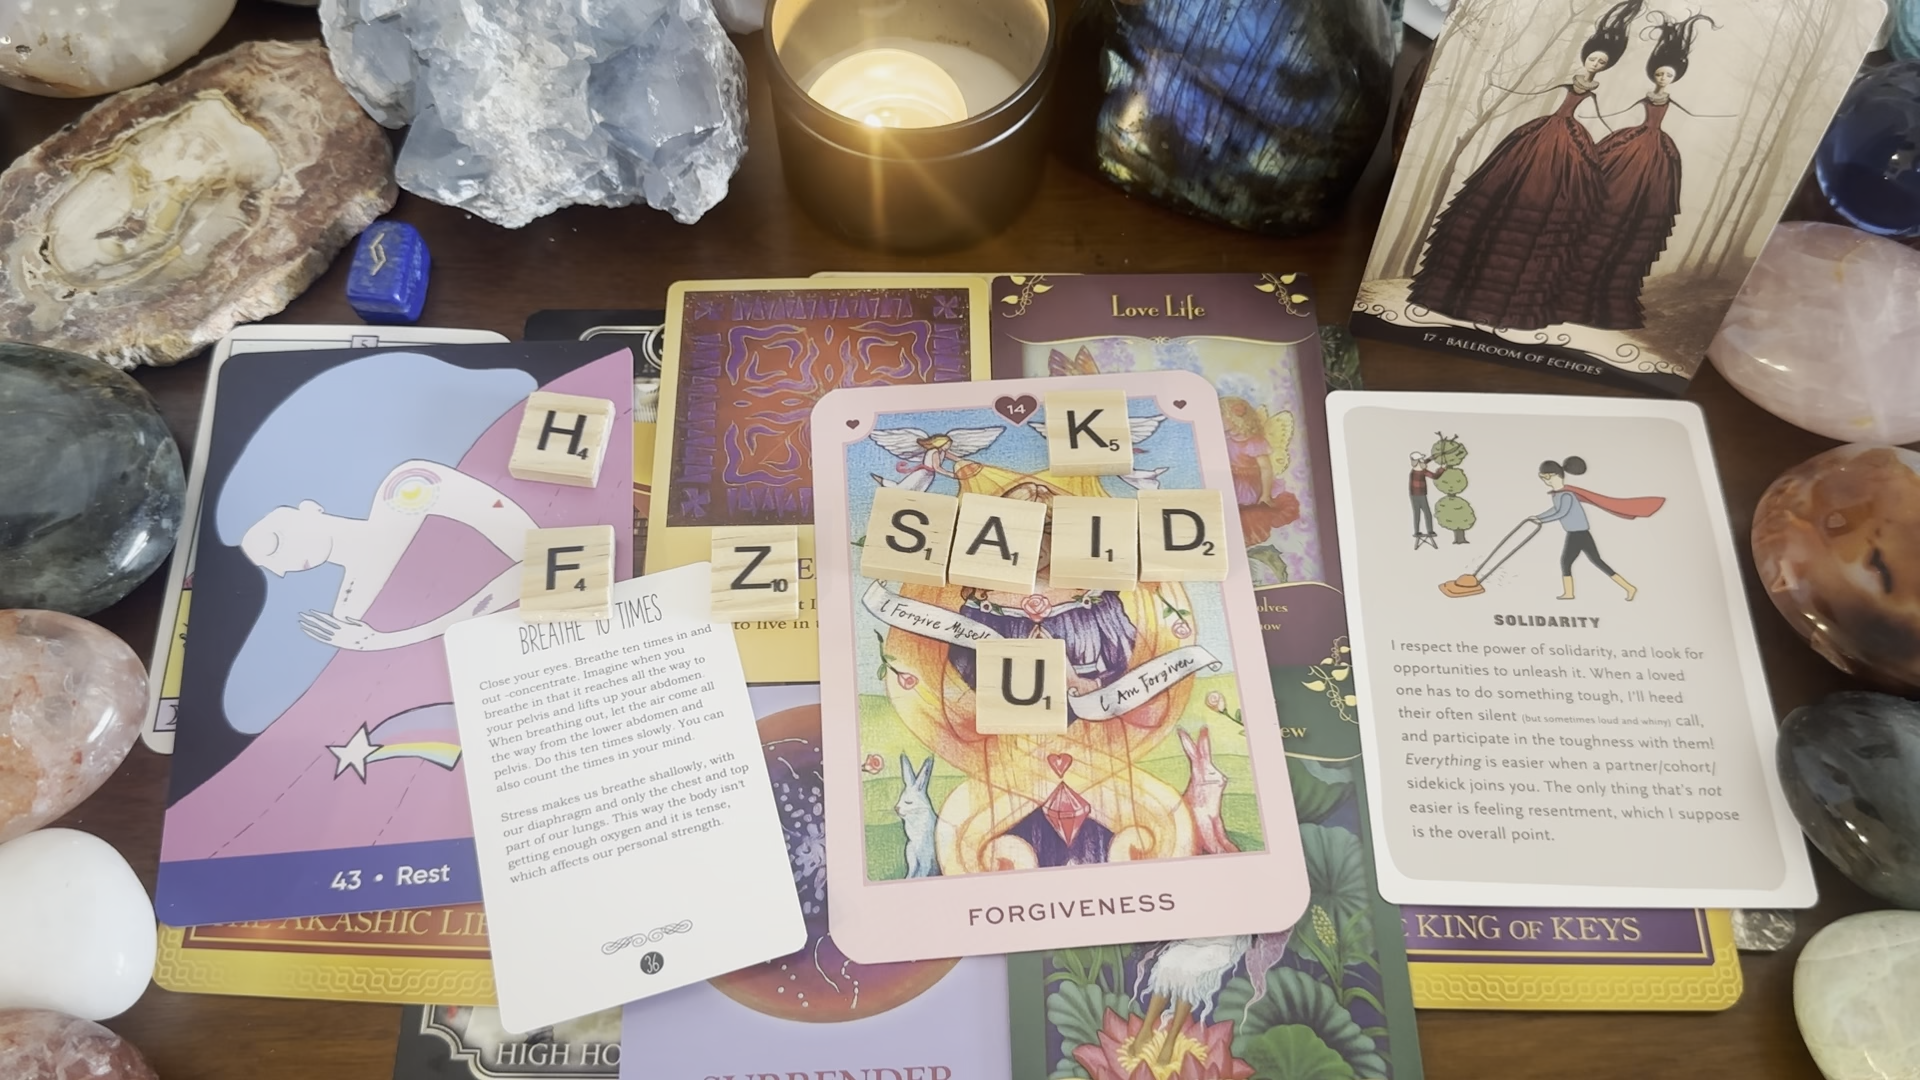 17 · BALLROOM OF ECHOES
Love Life
5
14
H4
K5
S1 A1 I1 D2
F4
Z10
U1
to live in
I Forgive Myself
I Am Forgiven
FORGIVENESS
43 • Rest
BREATHE 10 TIMES
Close your eyes. Breathe ten times in and
out -concentrate. Imagine when you
breathe in that it reaches all the way to
your pelvis and lifts up your abdomen.
When breathing out, let the air come all
the way from the lower abdomen and
pelvis. Do this ten times slowly. You can
also count the times in your mind.
Stress makes us breathe shallowly, with
our diaphragm and only the chest and top
part of our lungs. This way the body isn't
getting enough oxygen and it is tense,
which affects our personal strength.
36
SOLIDARITY
I respect the power of solidarity, and look for
opportunities to unleash it. When a loved
one has to do something tough, I'll heed
their often silent (but sometimes loud and whiny) call,
and participate in the toughness with them!
Everything is easier when a partner/cohort/
sidekick joins you. The only thing that's not
easier is feeling resentment, which I suppose
is the overall point.
AKASHIC
KING OF KEYS
HIGH
SURRENDER